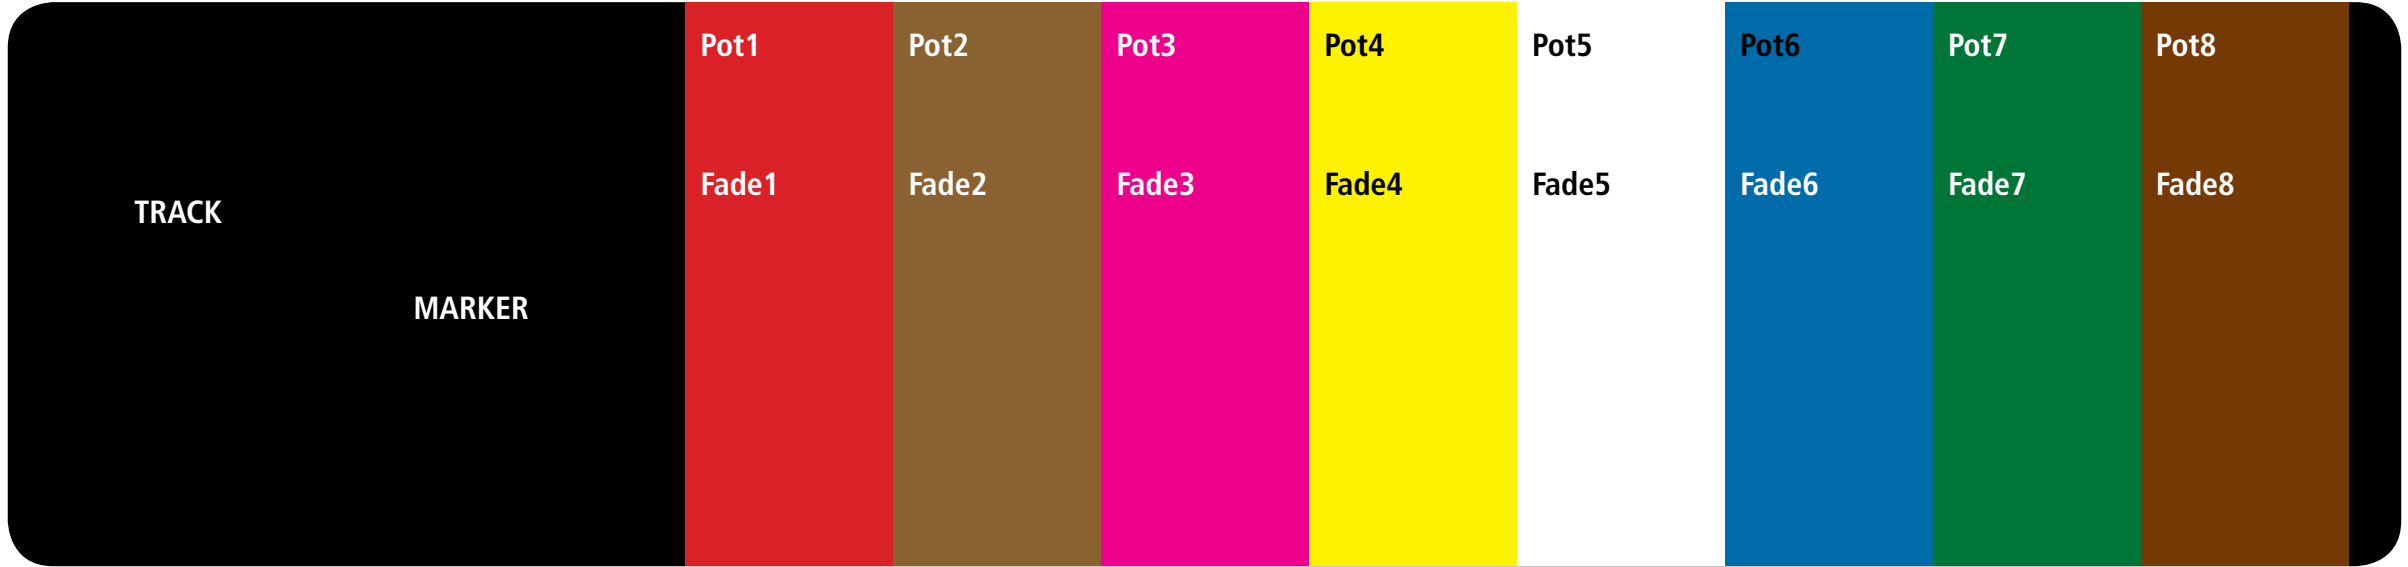 Pot1 Pot2 Pot3 Pot4 Pot5 Pot6 Pot7 Pot8
Fade1 Fade2 Fade3 Fade4 Fade5 Fade6 Fade7 Fade8
TRACK
MARKER